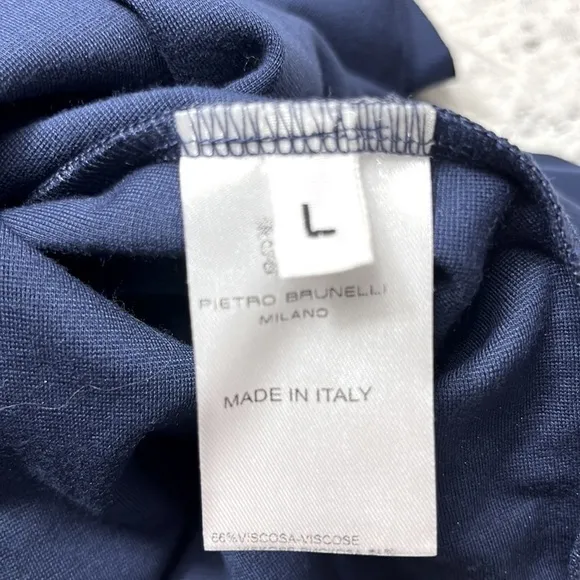 L
PIETRO BRUNELLI
MILANO
MADE IN ITALY
66%VISCOSA-VISCOSE